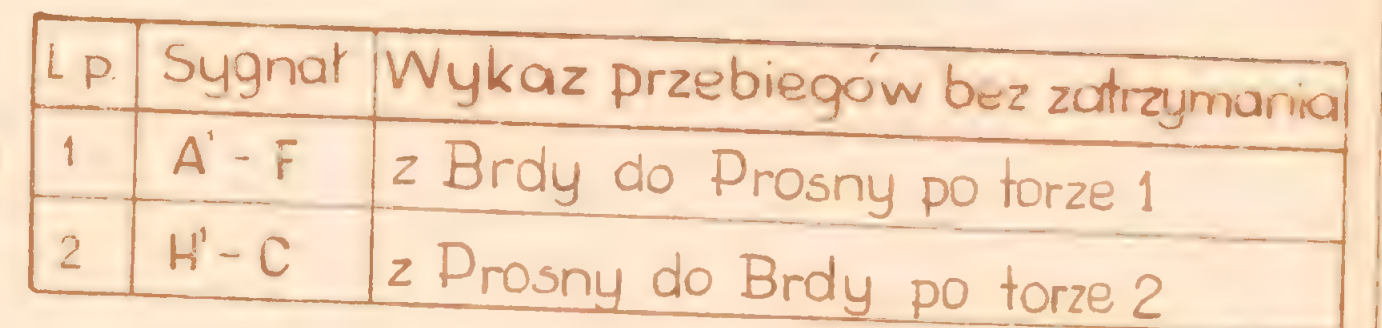 L p. Sygnał Wykaz przebiegów bez zatrzymania
1 A' - F z Brdy do Prosny po torze 1
2 H' - C z Prosny do Brdy po torze 2